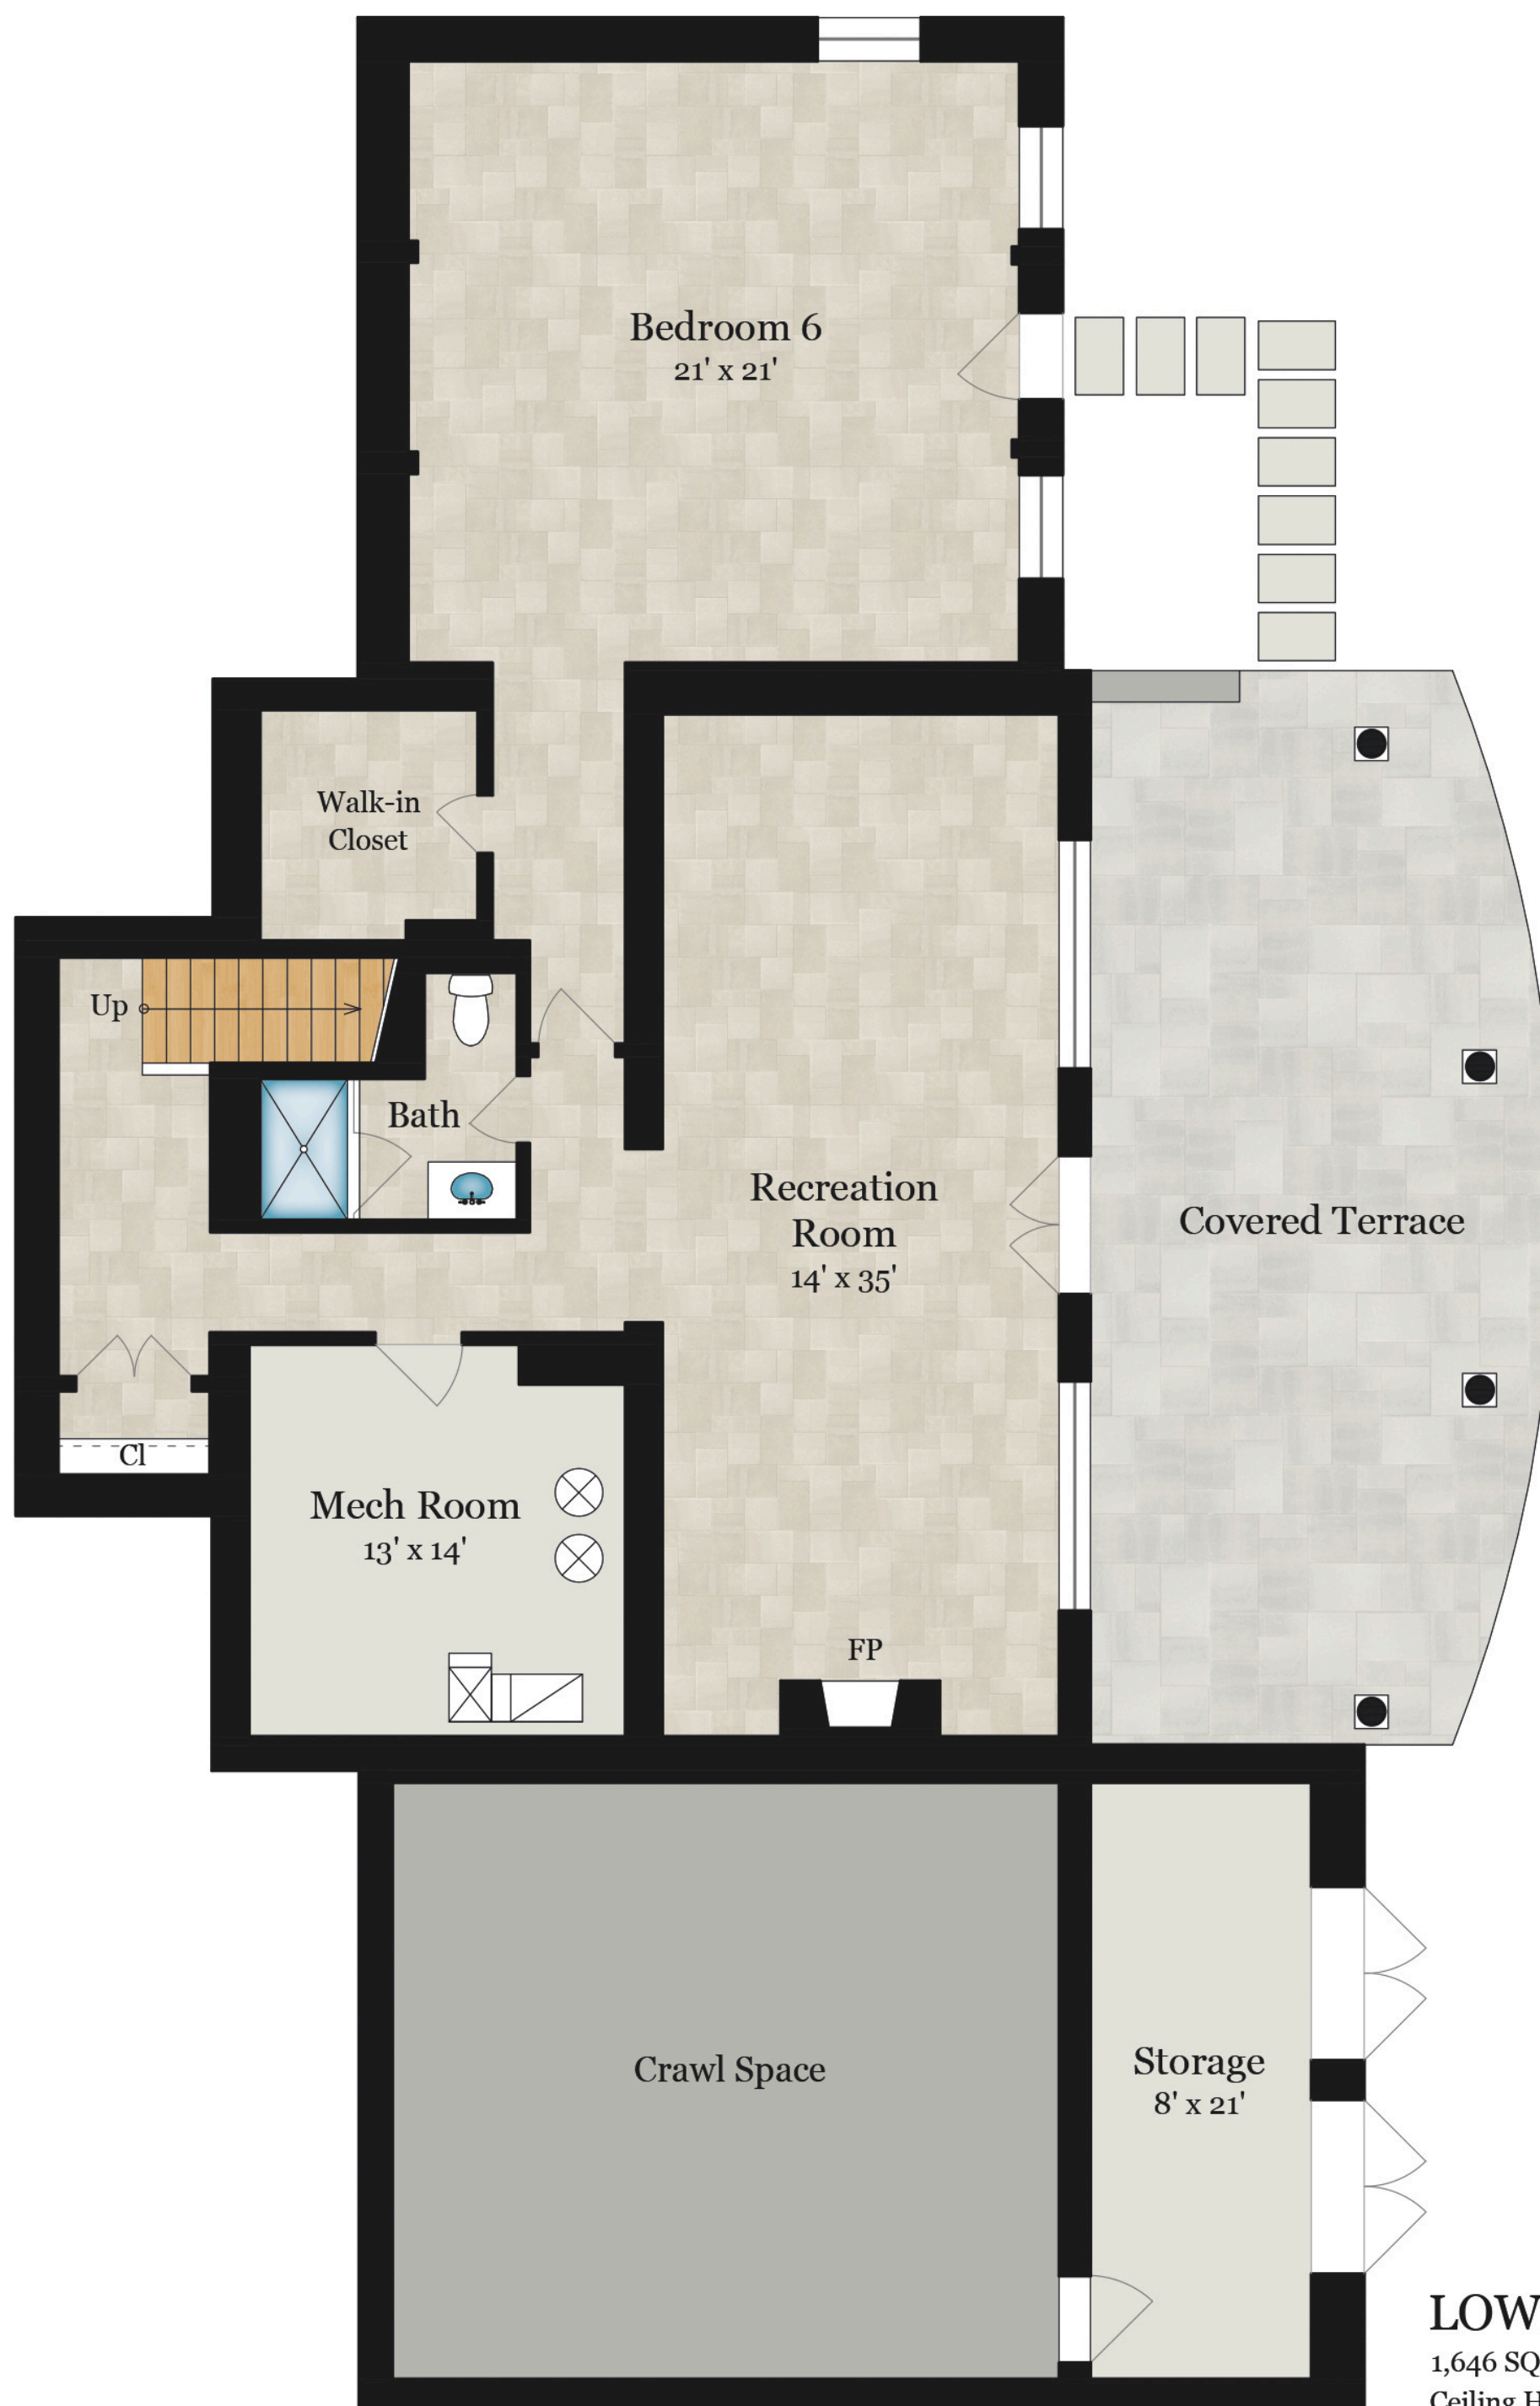 Bedroom 6
21' x 21'
Walk-in
Closet
Up
Bath
Recreation
Room
14' x 35'
Covered Terrace
Cl
Mech Room
13' x 14'
FP
Crawl Space
Storage
8' x 21'
LOW
1,646 SQ
Ceiling H